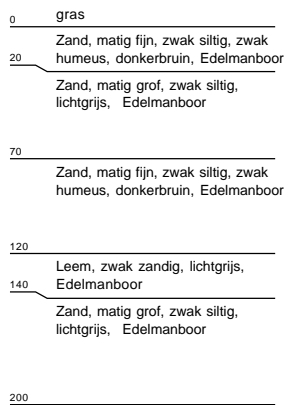 0 gras
Zand, matig fijn, zwak siltig, zwak
20 humeus, donkerbruin, Edelmanboor
Zand, matig grof, zwak siltig,
lichtgrijs, Edelmanboor
70
Zand, matig fijn, zwak siltig, zwak
humeus, donkerbruin, Edelmanboor
120
Leem, zwak zandig, lichtgrijs,
140 Edelmanboor
Zand, matig grof, zwak siltig,
lichtgrijs, Edelmanboor
200